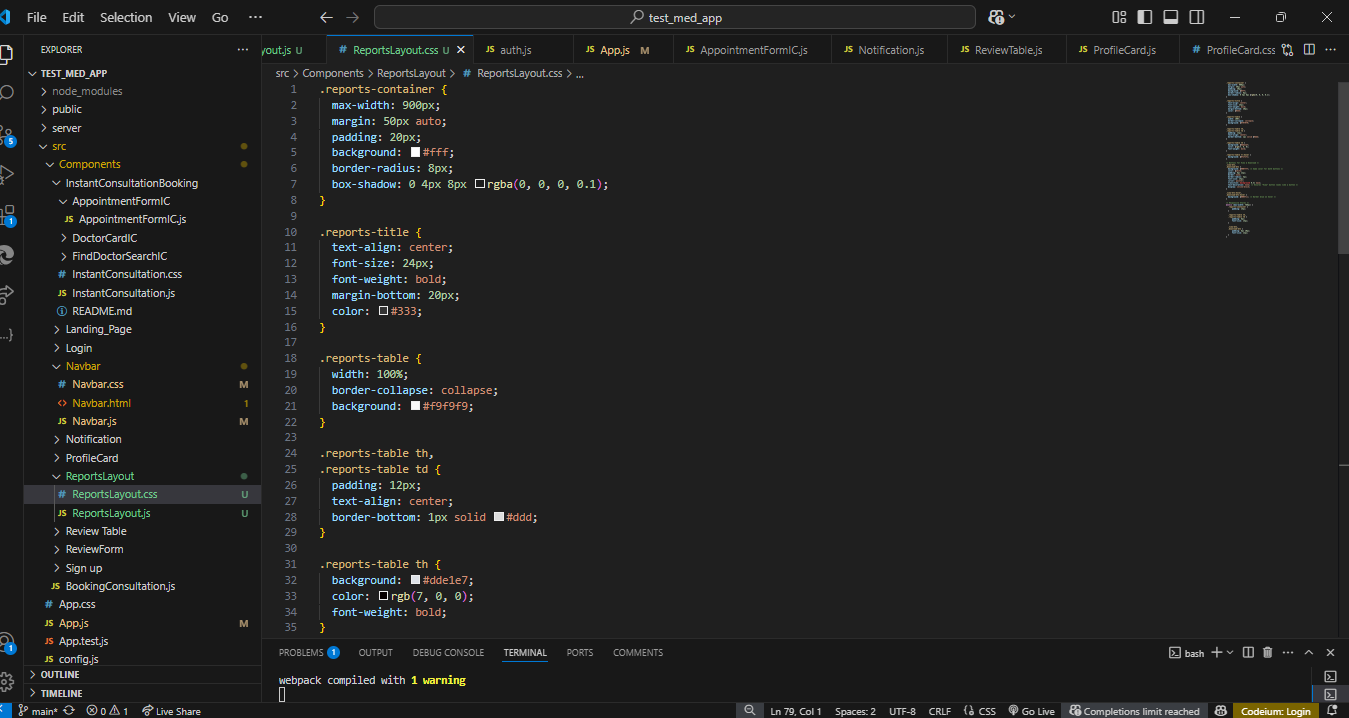 File Edit Selection View Go ··· test_med_app
EXPLORER ···
yout.js U # ReportsLayout.css U JS auth.js JS App.js M JS AppointmentFormIC.js JS Notification.js JS ReviewTable.js JS ProfileCard.js # ProfileCard.css ···
src > Components > ReportsLayout > # ReportsLayout.css > ...
TEST_MED_APP
node_modules
public
server
src
Components
InstantConsultationBooking
AppointmentFormIC
JS AppointmentFormIC.js
DoctorCardIC
FindDoctorSearchIC
# InstantConsultation.css
JS InstantConsultation.js
README.md
Landing_Page
Login
Navbar
# Navbar.css M
<> Navbar.html 1
JS Navbar.js M
Notification
ProfileCard
ReportsLayout
# ReportsLayout.css U
JS ReportsLayout.js U
Review Table
ReviewForm
Sign up
JS BookingConsultation.js
# App.css
JS App.js M
JS App.test.js
JS config.js
OUTLINE
TIMELINE
5
1
1
1 .reports-container {
2 max-width: 900px;
3 margin: 50px auto;
4 padding: 20px;
5 background: #fff;
6 border-radius: 8px;
7 box-shadow: 0 4px 8px rgba(0, 0, 0, 0.1);
8 }
9
10 .reports-title {
11 text-align: center;
12 font-size: 24px;
13 font-weight: bold;
14 margin-bottom: 20px;
15 color: #333;
16 }
17
18 .reports-table {
19 width: 100%;
20 border-collapse: collapse;
21 background: #f9f9f9;
22 }
23
24 .reports-table th,
25 .reports-table td {
26 padding: 12px;
27 text-align: center;
28 border-bottom: 1px solid #ddd;
29 }
30
31 .reports-table th {
32 background: #dde1e7;
33 color: rgb(7, 0, 0);
34 font-weight: bold;
35 }
PROBLEMS 1 OUTPUT DEBUG CONSOLE TERMINAL PORTS COMMENTS bash ···
webpack compiled with 1 warning
main* 0 1 Live Share Ln 79, Col 1 Spaces: 2 UTF-8 CRLF {} CSS Go Live Completions limit reached Codeium: Login